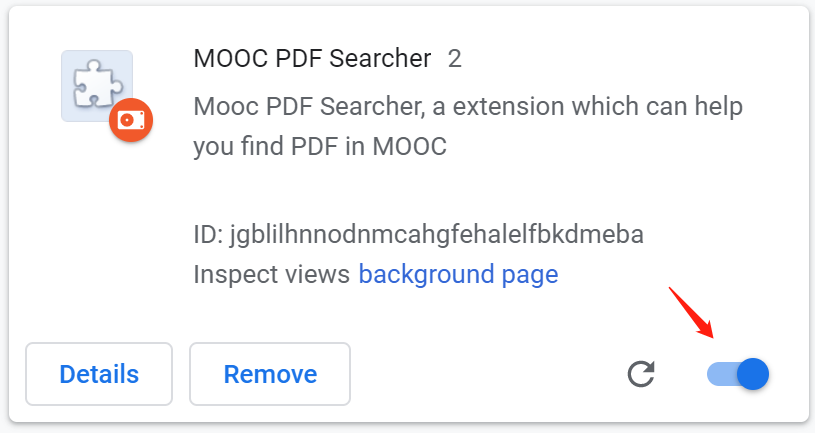 MOOC PDF Searcher 2
Mooc PDF Searcher, a extension which can help
you find PDF in MOOC
ID: jgblilhnnodnmcahgfehalelfbkdmeba
Inspect views background page
Details Remove